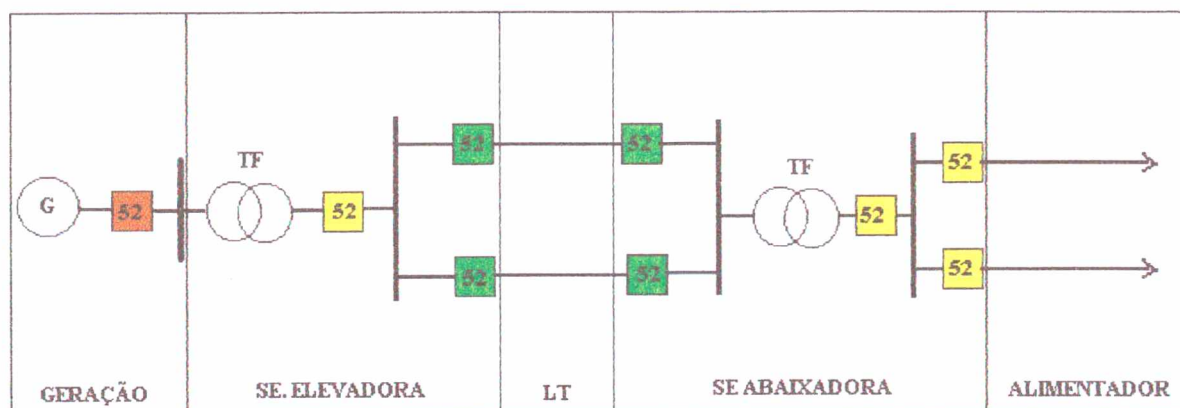 52
52
52
TF
TF
G
52
52
52
52
52
52
GERAÇÃO
SE. ELEVADORA
LT
SE ABAIXADORA
ALIMENTADOR